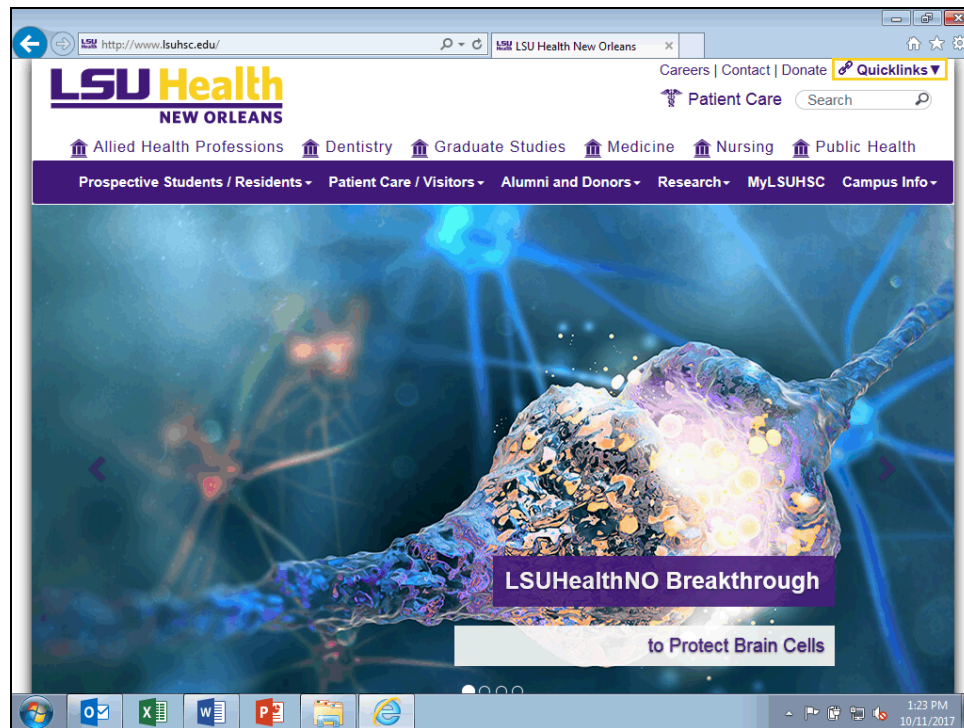 http://www.lsuhsc.edu/
LSU Health New Orleans
LSU Health
NEW ORLEANS
Careers | Contact | Donate Quicklinks ▼
Patient Care Search
Allied Health Professions Dentistry Graduate Studies Medicine Nursing Public Health
Prospective Students / Residents Patient Care / Visitors Alumni and Donors Research MyLSUHSC Campus Info
LSUHealthNO Breakthrough
to Protect Brain Cells
1:23 PM
10/11/2017